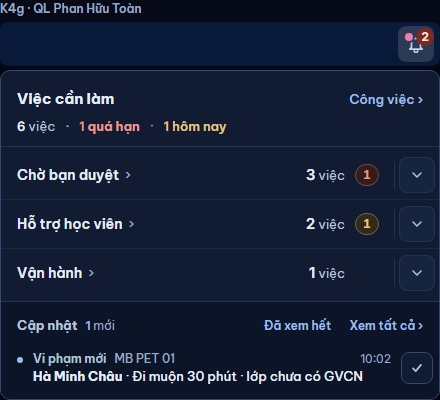 K4g · QL Phan Hữu Toàn
2
Việc cần làm
Công việc ›
6 việc · 1 quá hạn · 1 hôm nay
Chờ bạn duyệt ›
3 việc
1
Hỗ trợ học viên ›
2 việc
1
Vận hành ›
1 việc
Cập nhật 1 mới
Đã xem hết
Xem tất cả ›
Vi phạm mới MB PET 01
10:02
Hà Minh Châu · Đi muộn 30 phút · lớp chưa có GVCN